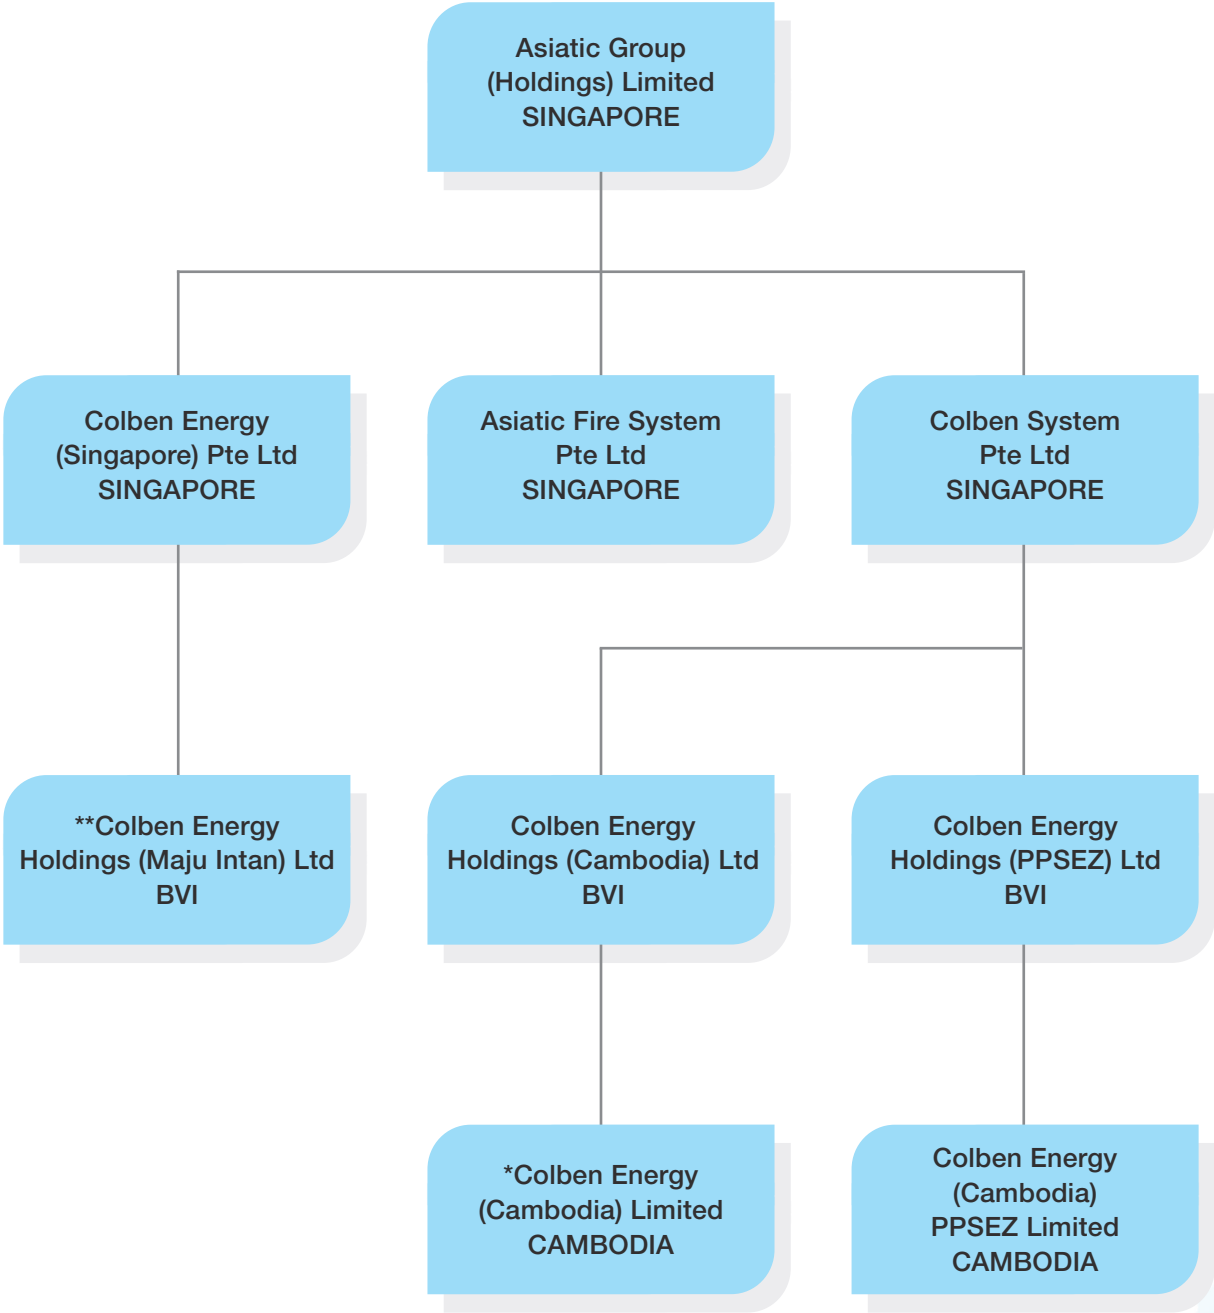 Asiatic Group
(Holdings) Limited
SINGAPORE
Colben Energy
(Singapore) Pte Ltd
SINGAPORE
Asiatic Fire System
Pte Ltd
SINGAPORE
Colben System
Pte Ltd
SINGAPORE
**Colben Energy
Holdings (Maju Intan) Ltd
BVI
Colben Energy
Holdings (Cambodia) Ltd
BVI
Colben Energy
Holdings (PPSEZ) Ltd
BVI
*Colben Energy
(Cambodia) Limited
CAMBODIA
Colben Energy
(Cambodia)
PPSEZ Limited
CAMBODIA